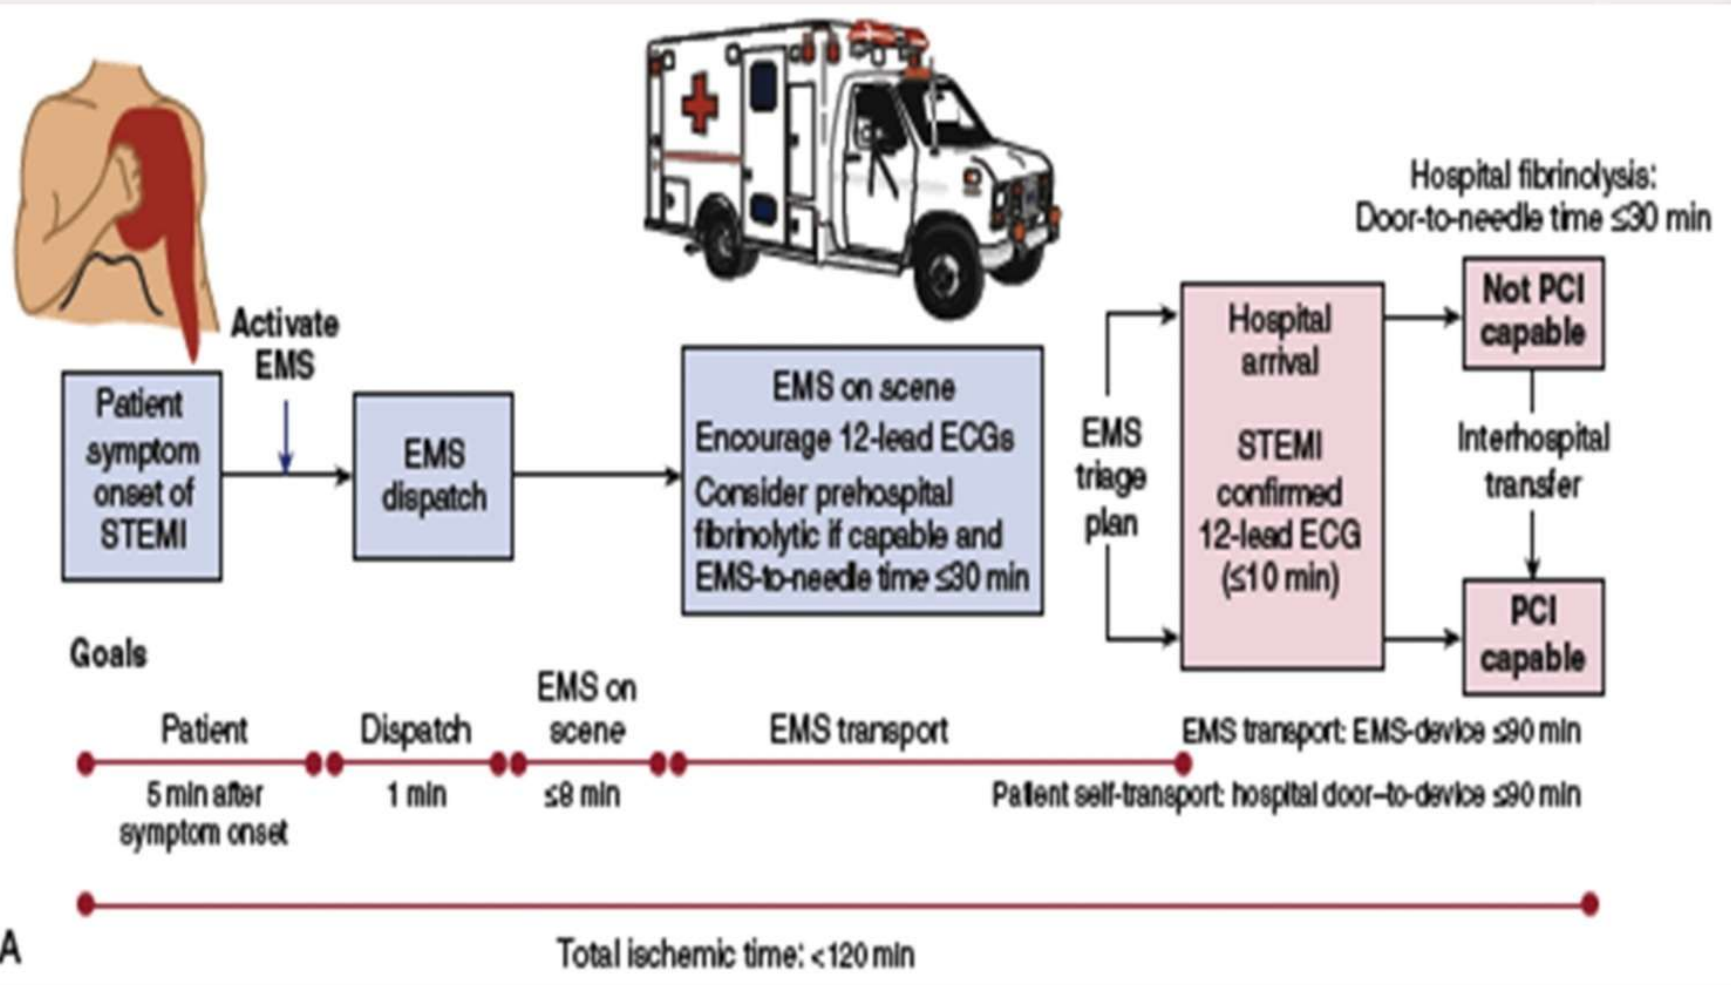 Hospital fibrinolysis:
Door-to-needle time ≤30 min
Activate
EMS
Patient
symptom
onset of
STEMI
EMS
dispatch
EMS on scene
Encourage 12-lead ECGs
Consider prehospital
fibrinolytic if capable and
EMS-to-needle time ≤30 min
EMS
triage
plan
Hospital
arrival
STEMI
confirmed
12-lead ECG
(≤10 min)
Not PCI
capable
Interhospital
transfer
PCI
capable
Goals
Patient
5 min after
symptom onset
Dispatch
1 min
EMS on
scene
≤8 min
EMS transport
EMS transport: EMS-device ≤90 min
Patient self-transport: hospital door–to-device ≤90 min
Total ischemic time: <120 min
A